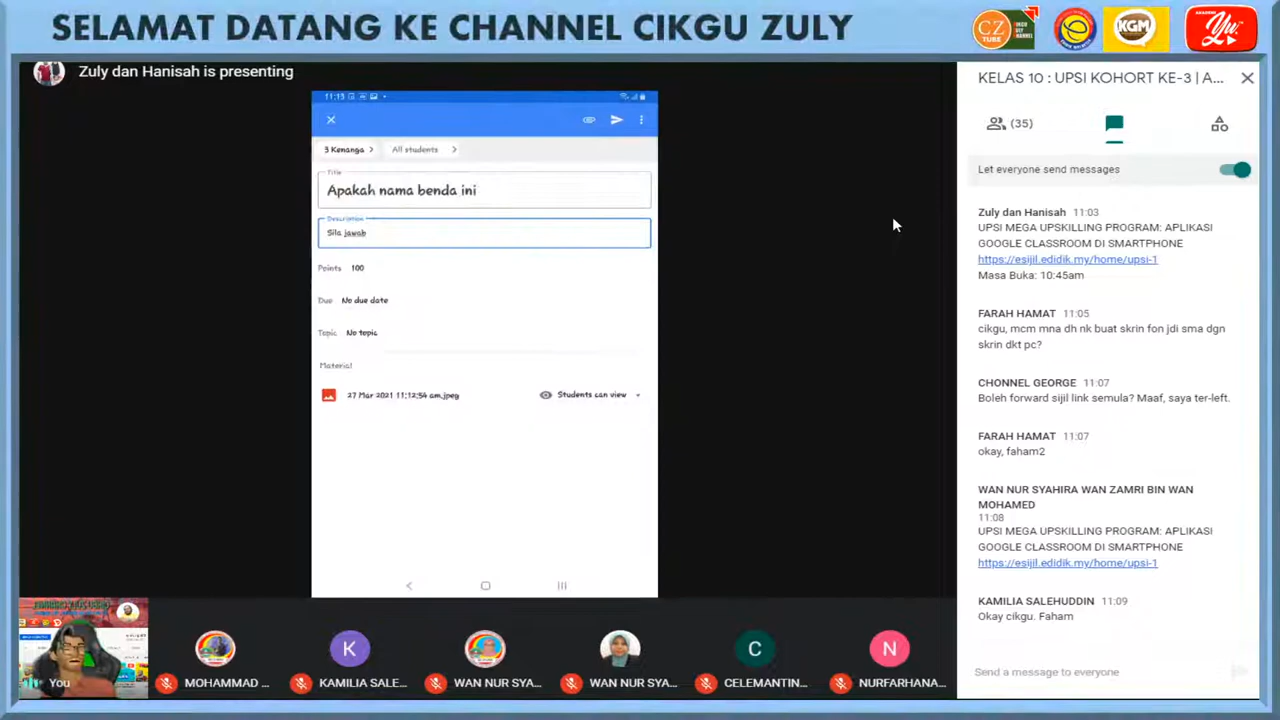 SELAMAT DATANG KE CHANNEL CIKGU ZULY
CZ
TUBE
KGM
Yu
Zuly dan Hanisah is presenting
11:13
3 Kenanga
All students
Title
Apakah nama benda ini
Description
Sila jawab
Points 100
Due No due date
Topic No topic
Material
27 Mar 2021 11:12:54 am.jpeg
Students can view
You
MOHAMMAD ...
KAMILIA SALE...
WAN NUR SYA...
WAN NUR SYA...
C
CELEMANTIN...
N
NURFARHANA...
K
KELAS 10 : UPSI KOHORT KE-3 | A...
(35)
Let everyone send messages
Zuly dan Hanisah 11:03
UPSI MEGA UPSKILLING PROGRAM: APLIKASI
GOOGLE CLASSROOM DI SMARTPHONE
https://esijil.edidik.my/home/upsi-1
Masa Buka: 10:45am
FARAH HAMAT 11:05
cikgu, mcm mna dh nk buat skrin fon jdi sma dgn
skrin dkt pc?
CHONNEL GEORGE 11:07
Boleh forward sijil link semula? Maaf, saya ter-left.
FARAH HAMAT 11:07
okay, faham2
WAN NUR SYAHIRA WAN ZAMRI BIN WAN
MOHAMED
11:08
UPSI MEGA UPSKILLING PROGRAM: APLIKASI
GOOGLE CLASSROOM DI SMARTPHONE
https://esijil.edidik.my/home/upsi-1
KAMILIA SALEHUDDIN 11:09
Okay cikgu. Faham
Send a message to everyone